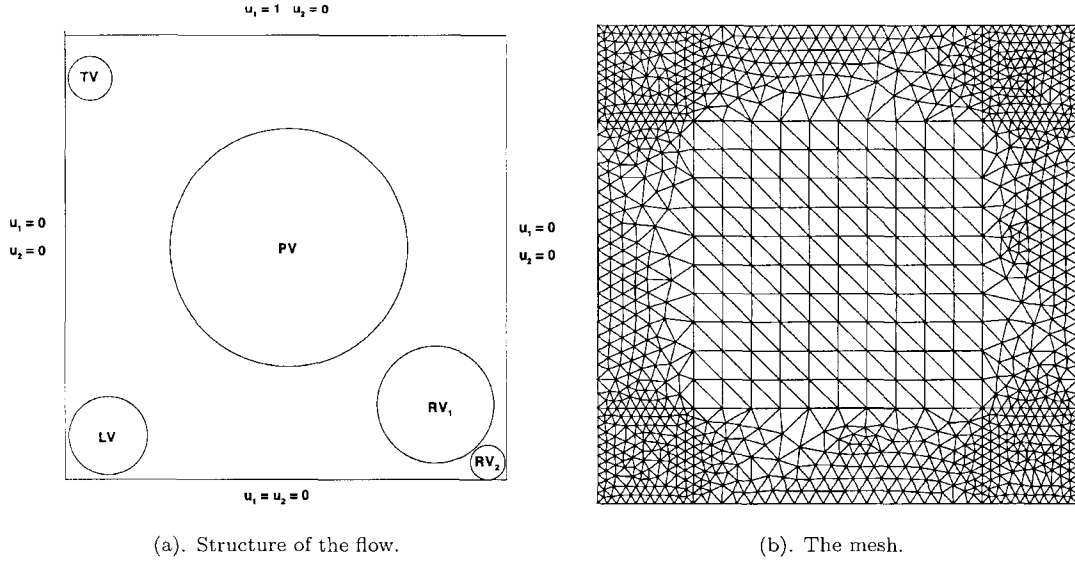 u₁ = 1 u₂ = 0
TV
u₁ = 0
u₂ = 0
PV
u₁ = 0
u₂ = 0
RV₁
LV
RV₂
u₁ = u₂ = 0
(a). Structure of the flow.
(b). The mesh.